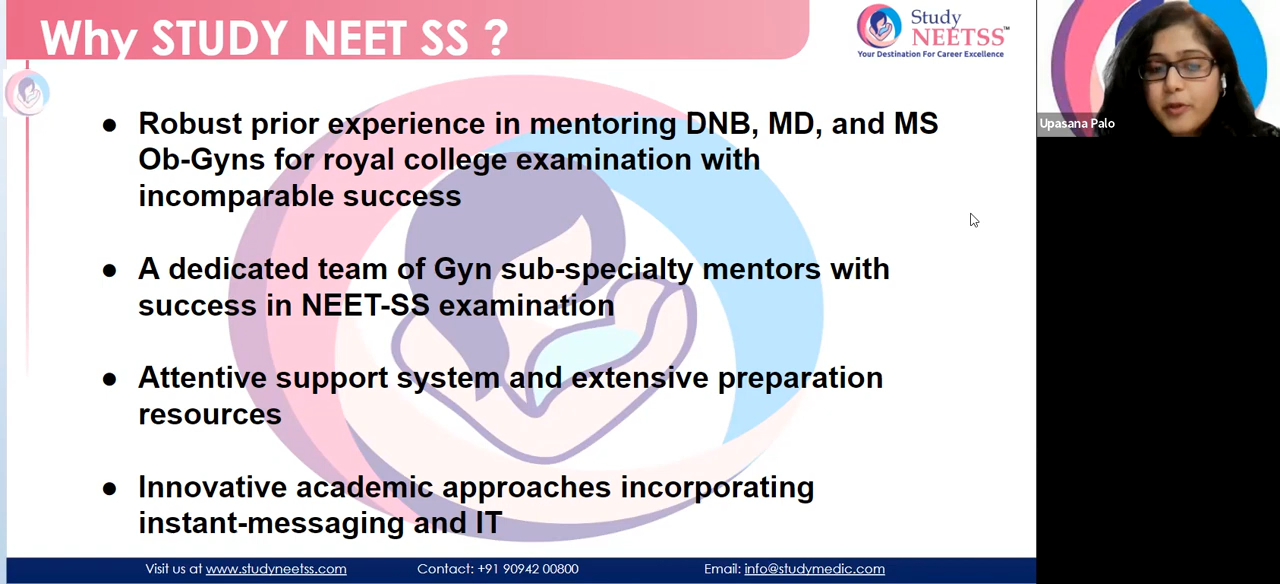 Why STUDY NEET SS ?
Study
NEETSS™
Your Destination For Career Excellence
Upasana Palo
● Robust prior experience in mentoring DNB, MD, and MS
Ob-Gyns for royal college examination with
incomparable success
● A dedicated team of Gyn sub-specialty mentors with
success in NEET-SS examination
● Attentive support system and extensive preparation
resources
● Innovative academic approaches incorporating
instant-messaging and IT
Visit us at www.studyneetss.com Contact: +91 90942 00800 Email: info@studymedic.com